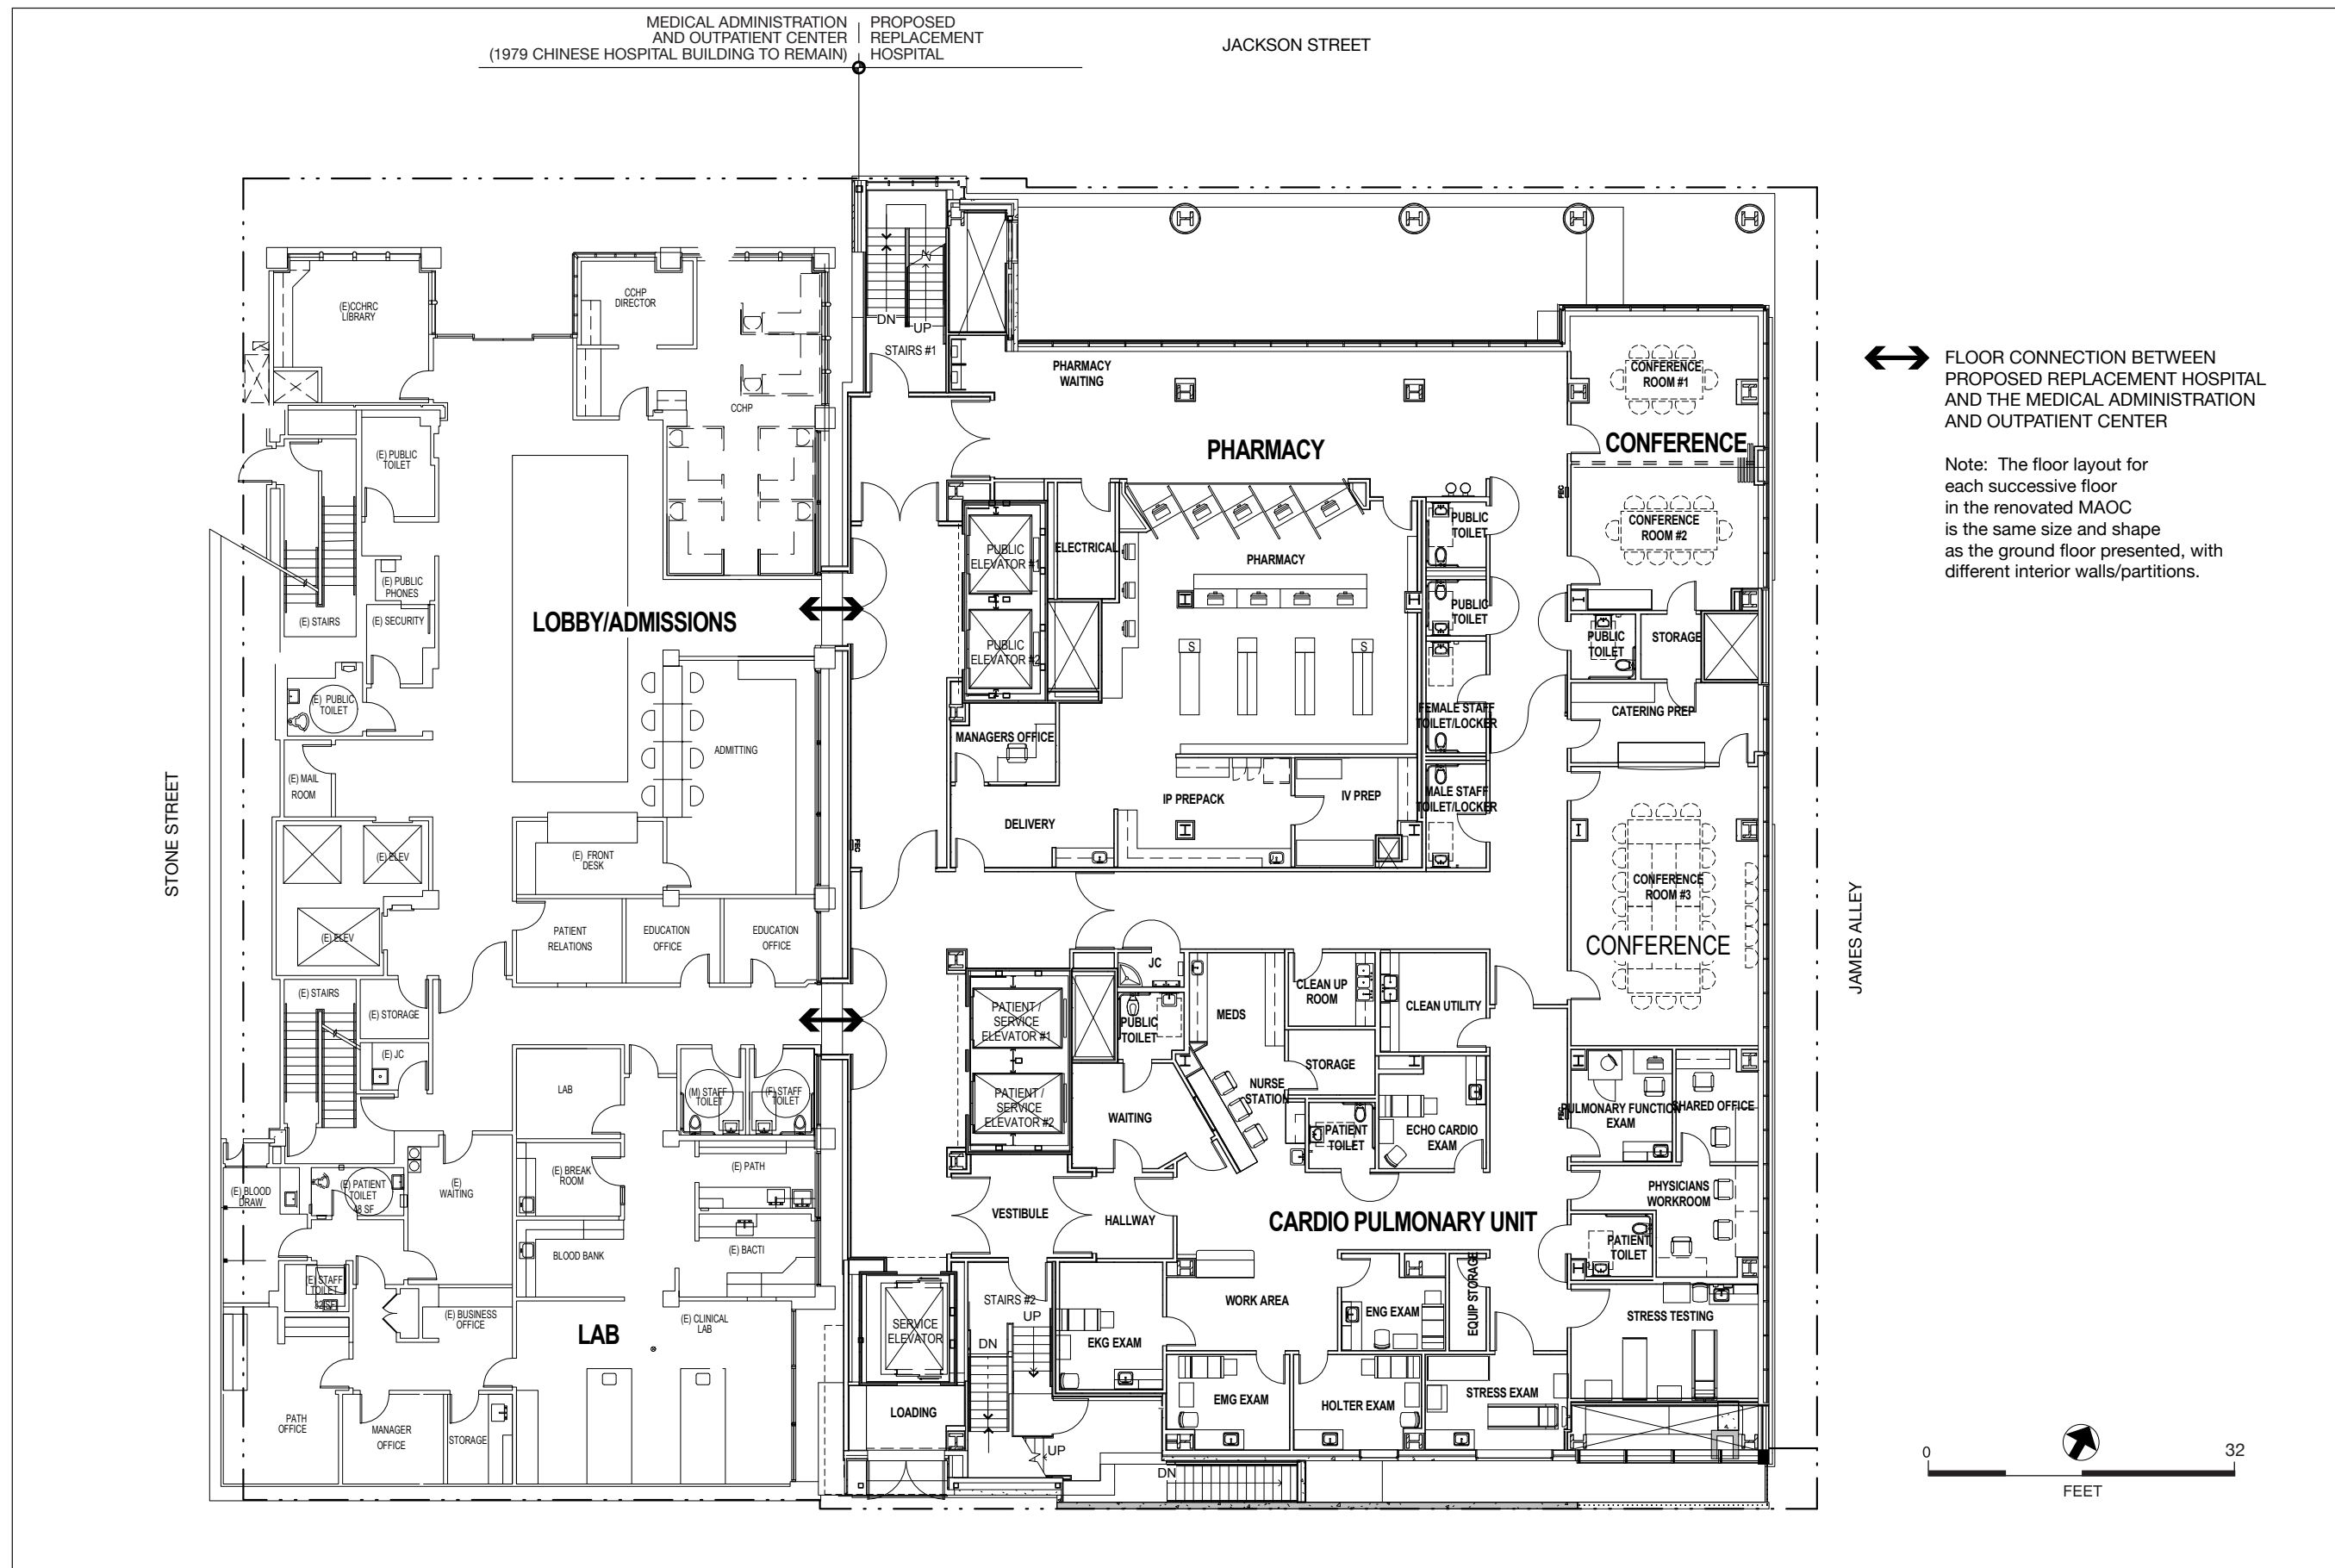 MEDICAL ADMINISTRATION
AND OUTPATIENT CENTER
(1979 CHINESE HOSPITAL BUILDING TO REMAIN)
PROPOSED
REPLACEMENT
HOSPITAL
JACKSON STREET
STONE STREET
JAMES ALLEY
(E)CCHRC
LIBRARY
CCHP
DIRECTOR
CCHP
(E) PUBLIC
TOILET
(E) PUBLIC
PHONES
(E) STAIRS
(E) SECURITY
LOBBY/ADMISSIONS
(E) PUBLIC
TOILET
ADMITTING
(E) MAIL
ROOM
(E) ELEV
(E) FRONT
DESK
(E) ELEV
PATIENT
RELATIONS
EDUCATION
OFFICE
EDUCATION
OFFICE
(E) STAIRS
(E) STORAGE
(E) JC
LAB
(M) STAFF
TOILET
(F) STAFF
TOILET
(E) BLOOD
DRAW
(E) PATIENT
TOILET
48 SF
(E)
WAITING
(E) BREAK
ROOM
(E) PATH
BLOOD BANK
(E) BACTI
(E) STAFF
TOILET
(E) BUSINESS
OFFICE
LAB
(E) CLINICAL
LAB
PATH
OFFICE
MANAGER
OFFICE
STORAGE
DN
UP
STAIRS #1
PHARMACY
WAITING
PHARMACY
CONFERENCE
ROOM #1
CONFERENCE
FEC
CONFERENCE
ROOM #2
PUBLIC
ELEVATOR #1
ELECTRICAL
PHARMACY
PUBLIC
TOILET
PUBLIC
TOILET
PUBLIC
ELEVATOR #2
S
S
PUBLIC
TOILET
STORAGE
FEMALE STAFF
TOILET/LOCKER
CATERING PREP
MANAGERS OFFICE
DELIVERY
IP PREPACK
IV PREP
MALE STAFF
TOILET/LOCKER
FEC
CONFERENCE
ROOM #3
CONFERENCE
JC
PATIENT /
SERVICE
ELEVATOR #1
PUBLIC
TOILET
MEDS
CLEAN UP
ROOM
CLEAN UTILITY
STORAGE
NURSE
STATION
PATIENT /
SERVICE
ELEVATOR #2
WAITING
PATIENT
TOILET
ECHO CARDIO
EXAM
FEC
PULMONARY FUNCTION
EXAM
SHARED OFFICE
PHYSICIANS
WORKROOM
VESTIBULE
HALLWAY
CARDIO PULMONARY UNIT
PATIENT
TOILET
STAIRS #2
UP
DN
SERVICE
ELEVATOR
EKG EXAM
WORK AREA
ENG EXAM
EQUIP STORAGE
STRESS TESTING
LOADING
EMG EXAM
HOLTER EXAM
STRESS EXAM
UP
DN
FLOOR CONNECTION BETWEEN
PROPOSED REPLACEMENT HOSPITAL
AND THE MEDICAL ADMINISTRATION
AND OUTPATIENT CENTER
Note: The floor layout for
each successive floor
in the renovated MAOC
is the same size and shape
as the ground floor presented, with
different interior walls/partitions.
0
32
FEET